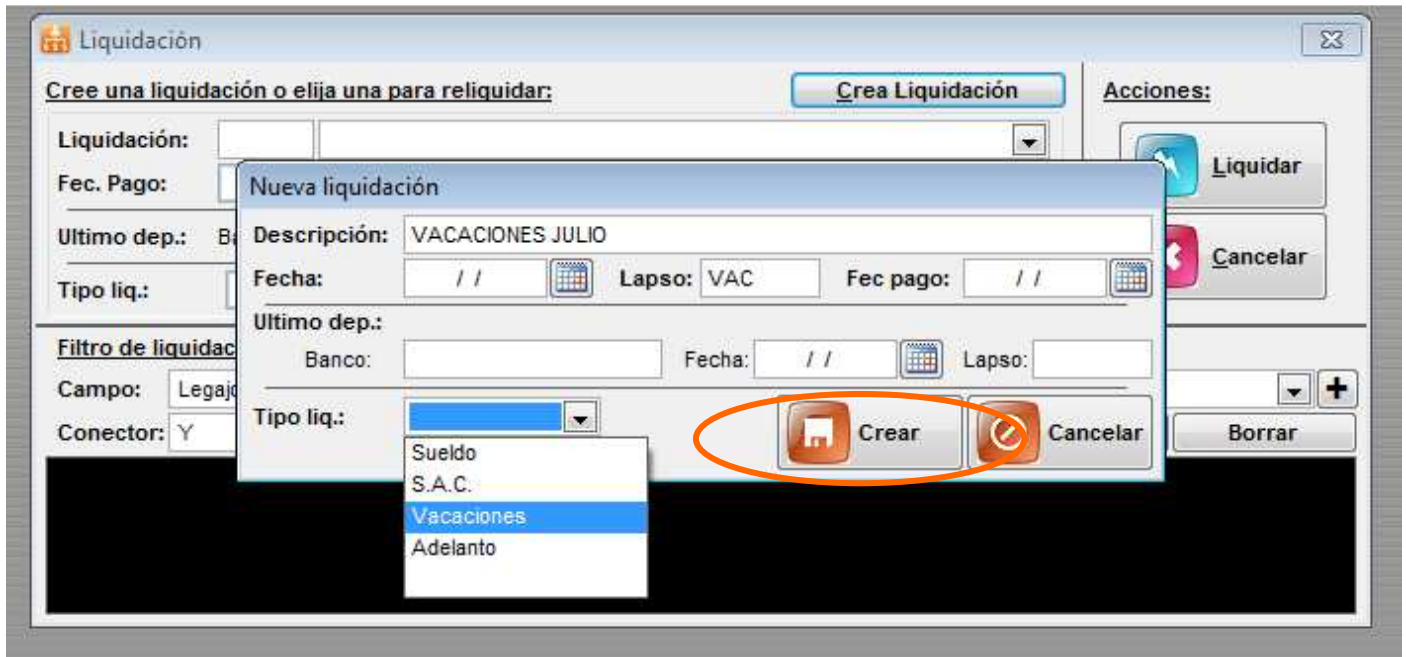 Liquidación
Cree una liquidación o elija una para reliquidar:
Crea Liquidación
Acciones:
Liquidación:
Liquidar
Fec. Pago:
Nueva liquidación
Ultimo dep.:
Descripción: VACACIONES JULIO
Cancelar
Fecha: / / Lapso: VAC Fec pago: / /
Tipo liq.:
Ultimo dep.:
Filtro de liquidac
Banco: Fecha: / / Lapso:
Campo: Legajo
Tipo liq.:
Crear
Cancelar
Conector: Y
Borrar
Sueldo
S.A.C.
Vacaciones
Adelanto